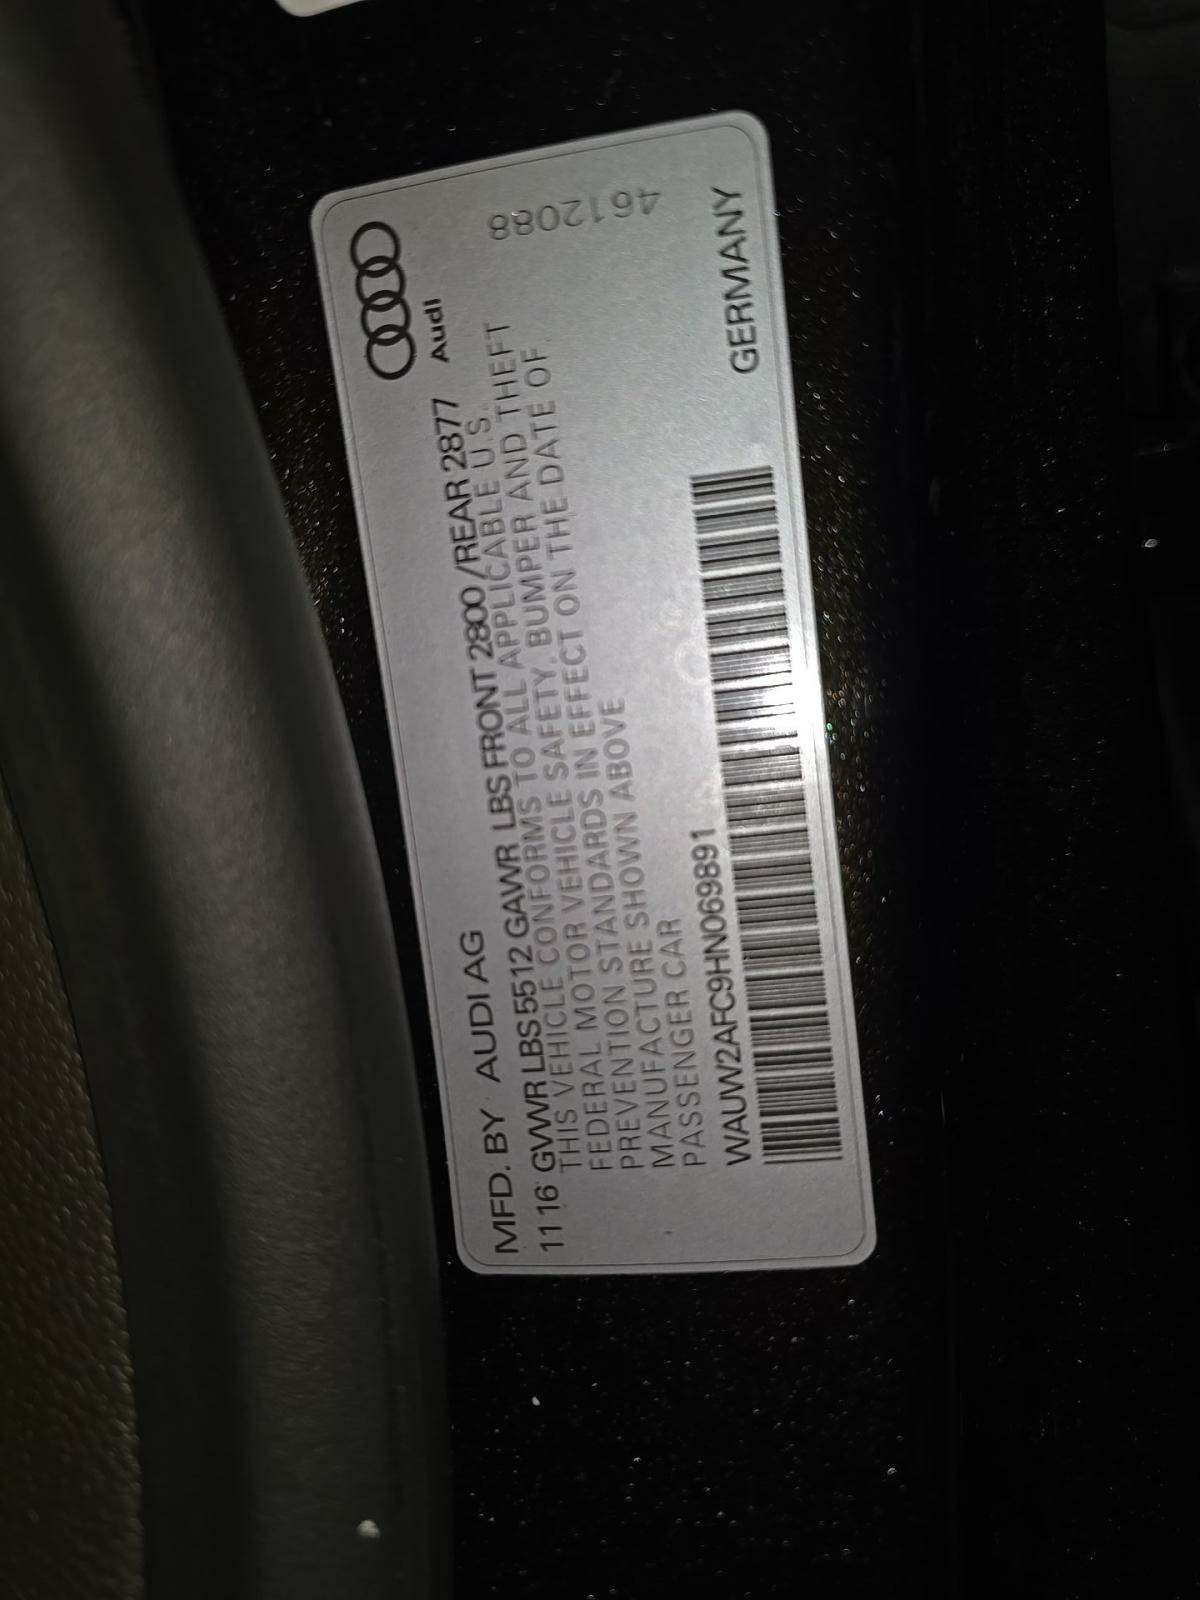 Audi
4612088
MFD. BY AUDI AG
11 16 GVWR LBS 5512 GAWR LBS FRONT 2800 /REAR 2877
THIS VEHICLE CONFORMS TO ALL APPLICABLE U.S.
FEDERAL MOTOR VEHICLE SAFETY, BUMPER AND THEFT
PREVENTION STANDARDS IN EFFECT ON THE DATE OF
MANUFACTURE SHOWN ABOVE
PASSENGER CAR
WAUW2AFC9HN069891
GERMANY